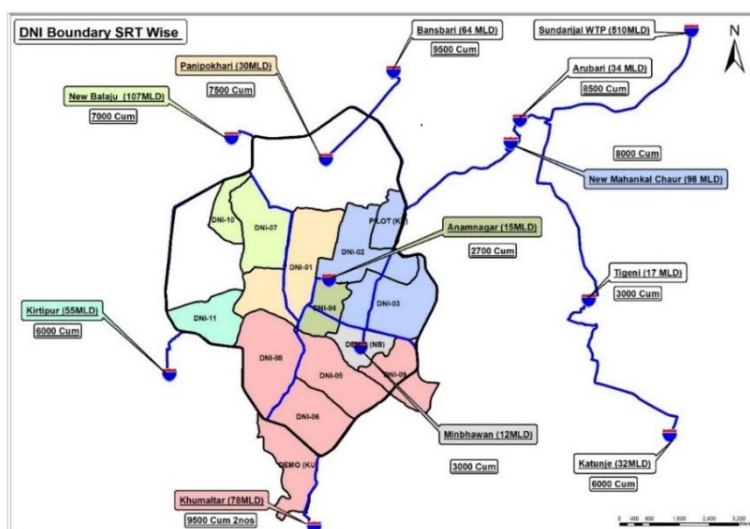 DNI Boundary SRT Wise
Bansbari (64 MLD)
9500 Cum
Sundarijal WTP (510MLD)
N
Panipokhari (30MLD)
7500 Cum
Arubari (34 MLD)
8500 Cum
New Balaju (107MLD)
7000 Cum
8000 Cum
New Mahankal Chaur (98 MLD)
DNI-10
DNI-07
DNI-01
DNI-02
Anamnagar (15MLD)
2700 Cum
Tigeni (17 MLD)
3000 Cum
DNI-03
DNI-04
Kirtipur (55MLD)
6000 Cum
DNI-11
DNI-08
DNI-05
DNI-09
DNI-06
Minbhawan (12MLD)
3000 Cum
Katunje (32MLD)
6000 Cum
DEMO (KU
Khumaltar (78MLD)
9500 Cum 2nos